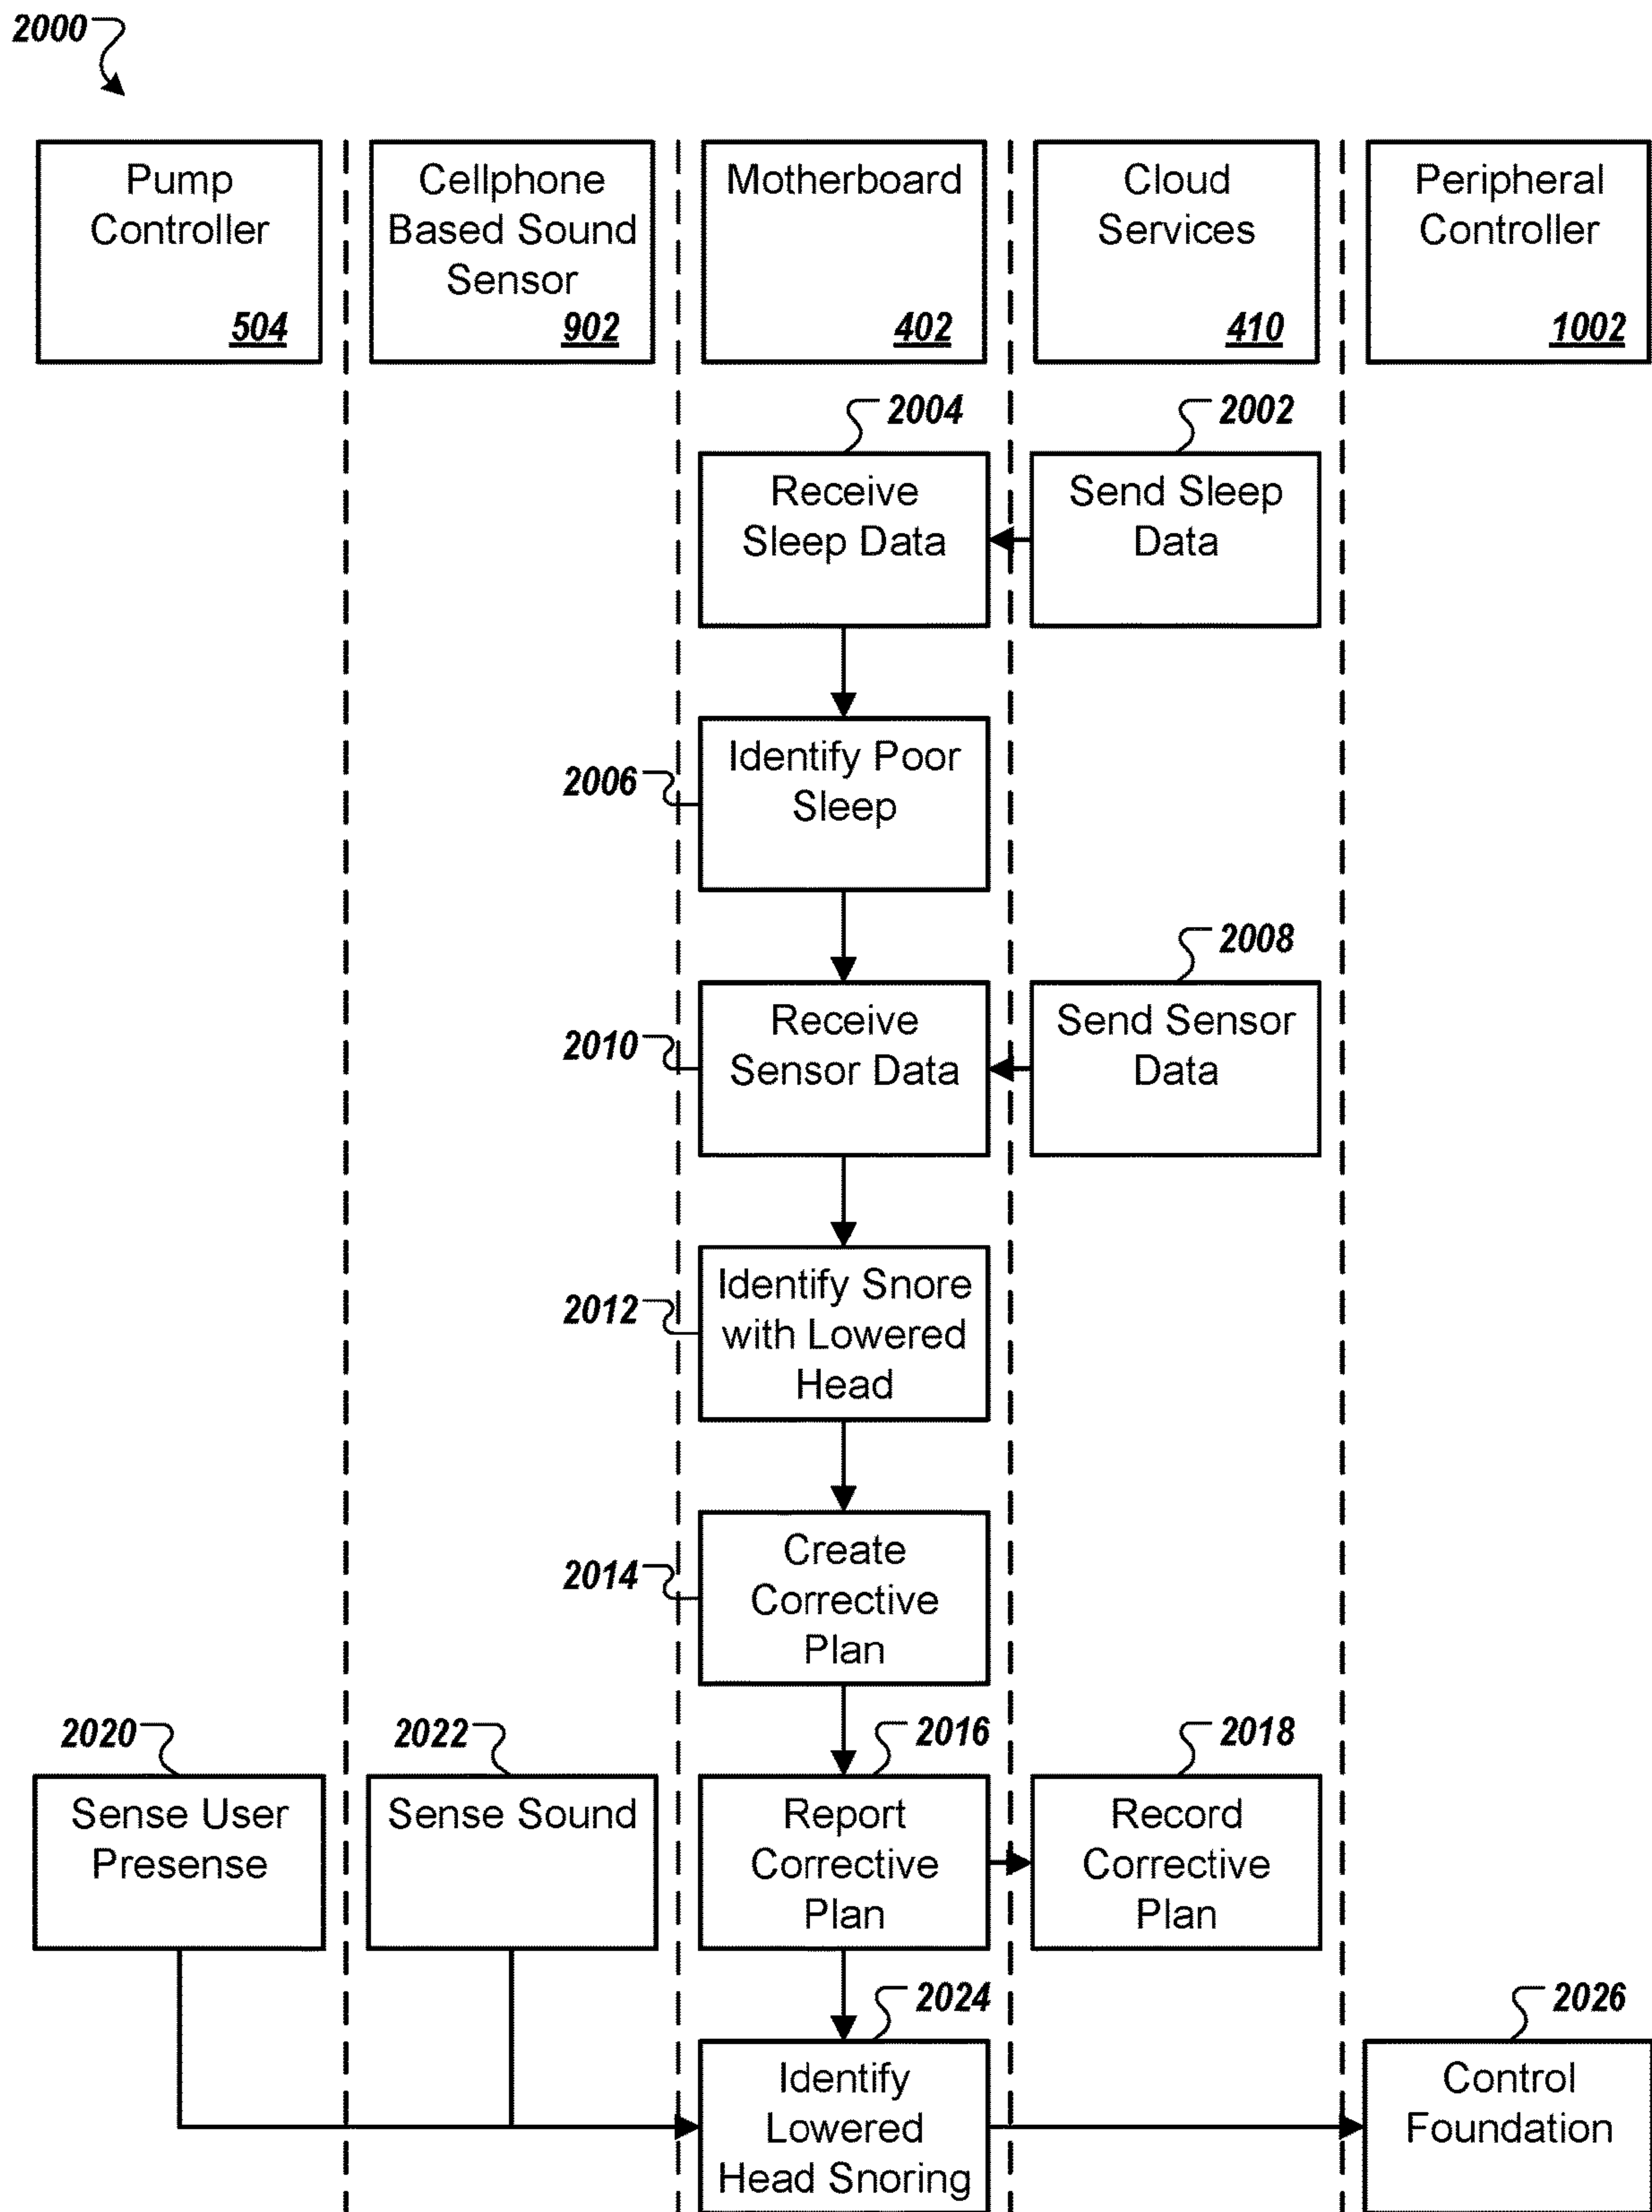 2000
Pump
Controller
504
Cellphone
Based Sound
Sensor
902
Motherboard
402
Cloud
Services
410
Peripheral
Controller
1002
2004
Receive
Sleep Data
2002
Send Sleep
Data
2006
Identify Poor
Sleep
2010
Receive
Sensor Data
2008
Send Sensor
Data
2012
Identify Snore
with Lowered
Head
2014
Create
Corrective
Plan
2020
Sense User
Presense
2022
Sense Sound
2016
Report
Corrective
Plan
2018
Record
Corrective
Plan
2024
Identify
Lowered
Head Snoring
2026
Control
Foundation